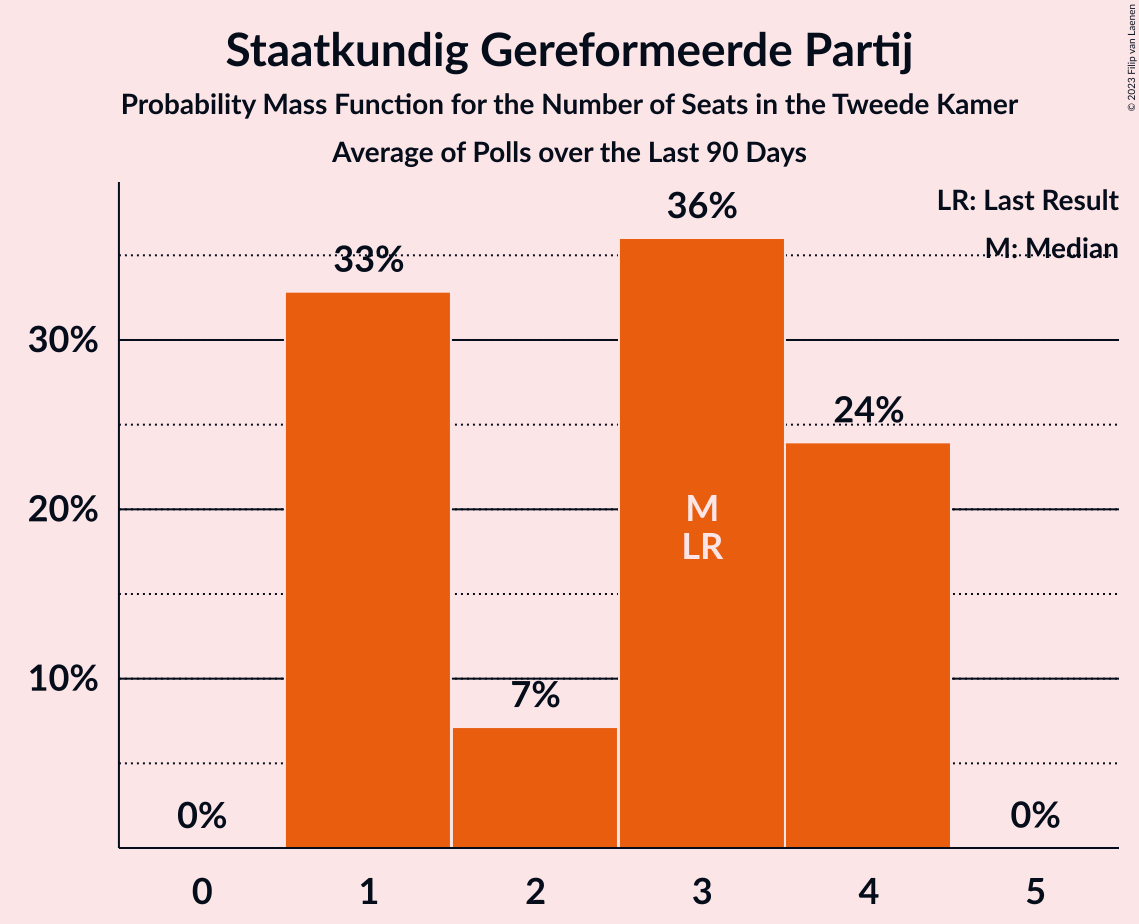 Staatkundig Gereformeerde Partij
Probability Mass Function for the Number of Seats in the Tweede Kamer
Average of Polls over the Last 90 Days
© 2023 Filip van Laenen
LR: Last Result
M: Median
36%
33%
30%
24%
20%
M
LR
10%
7%
0%
0%
0
1
2
3
4
5